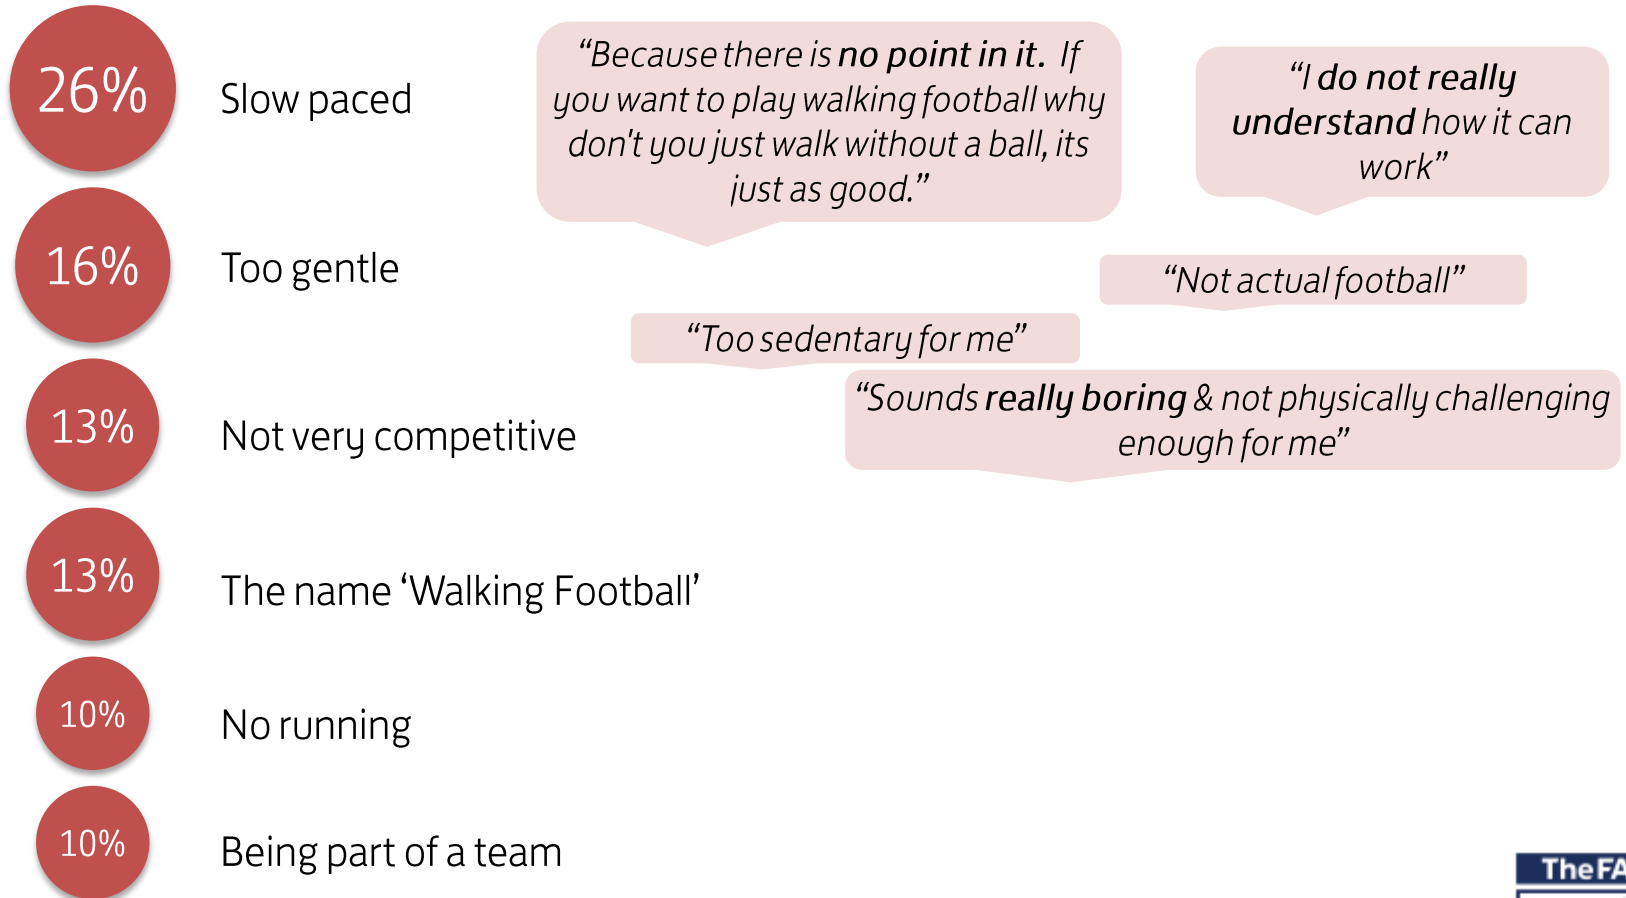 26%
Slow paced
16%
Too gentle
13%
Not very competitive
13%
The name ‘Walking Football’
10%
No running
10%
Being part of a team
“Because there is no point in it. If
you want to play walking football why
don't you just walk without a ball, its
just as good.”
“I do not really
understand how it can
work”
“Not actual football”
“Too sedentary for me”
“Sounds really boring & not physically challenging
enough for me”
The FA